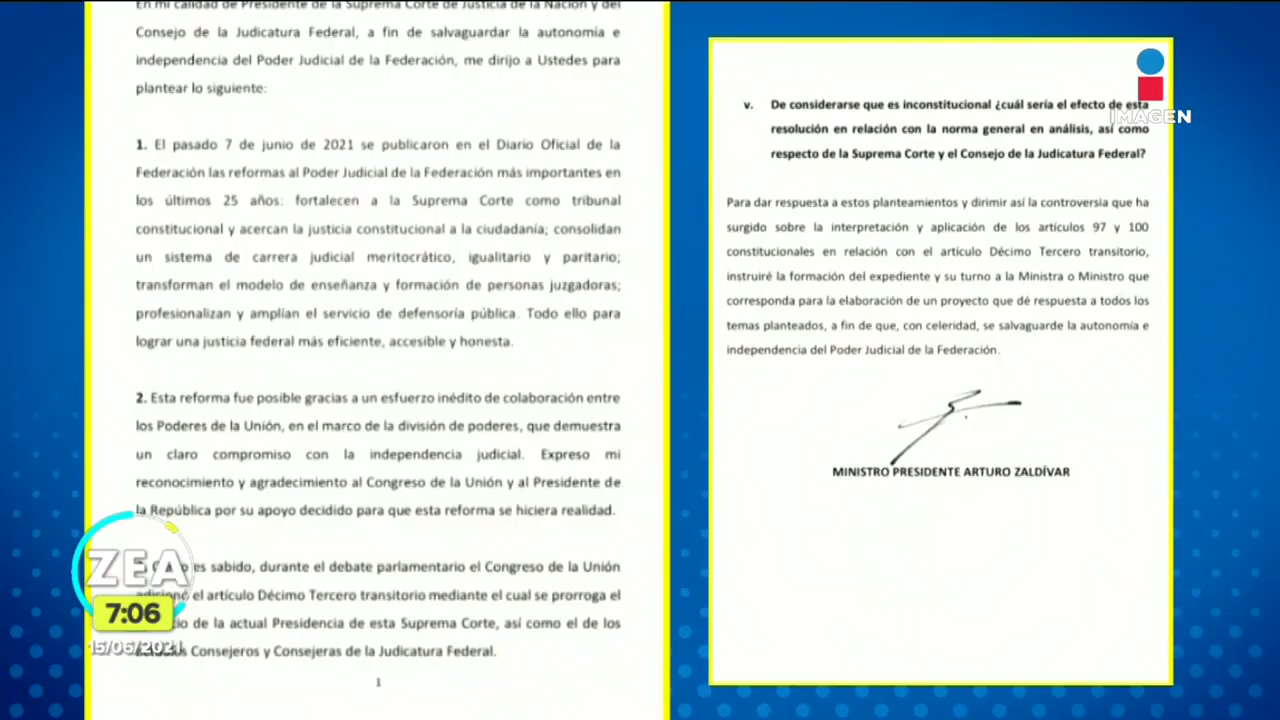 En mi calidad de Presidente de la Suprema Corte de Justicia de la Nación y del
Consejo de la Judicatura Federal, a fin de salvaguardar la autonomía e
independencia del Poder Judicial de la Federación, me dirijo a Ustedes para
plantear lo siguiente:
1. El pasado 7 de junio de 2021 se publicaron en el Diario Oficial de la
Federación las reformas al Poder Judicial de la Federación más importantes en
los últimos 25 años: fortalecen a la Suprema Corte como tribunal
constitucional y acercan la justicia constitucional a la ciudadanía; consolidan
un sistema de carrera judicial meritocrático, igualitario y paritario;
transforman el modelo de enseñanza y formación de personas juzgadoras;
profesionalizan y amplían el servicio de defensoría pública. Todo ello para
lograr una justicia federal más eficiente, accesible y honesta.
2. Esta reforma fue posible gracias a un esfuerzo inédito de colaboración entre
los Poderes de la Unión, en el marco de la división de poderes, que demuestra
un claro compromiso con la independencia judicial. Expreso mi
reconocimiento y agradecimiento al Congreso de la Unión y al Presidente de
la República por su apoyo decidido para que esta reforma se hiciera realidad.
es sabido, durante el debate parlamentario el Congreso de la Unión
el artículo Décimo Tercero transitorio mediante el cual se prorroga el
de la actual Presidencia de esta Suprema Corte, así como el de los
Consejeros y Consejeras de la Judicatura Federal.
1
ZEA
7:06
15/06/2021
IMAGEN
v. De considerarse que es inconstitucional ¿cuál sería el efecto de esta
resolución en relación con la norma general en análisis, así como
respecto de la Suprema Corte y el Consejo de la Judicatura Federal?
Para dar respuesta a estos planteamientos y dirimir así la controversia que ha
surgido sobre la interpretación y aplicación de los artículos 97 y 100
constitucionales en relación con el artículo Décimo Tercero transitorio,
instruiré la formación del expediente y su turno a la Ministra o Ministro que
corresponda para la elaboración de un proyecto que dé respuesta a todos los
temas planteados, a fin de que, con celeridad, se salvaguarde la autonomía e
independencia del Poder Judicial de la Federación.
MINISTRO PRESIDENTE ARTURO ZALDÍVAR